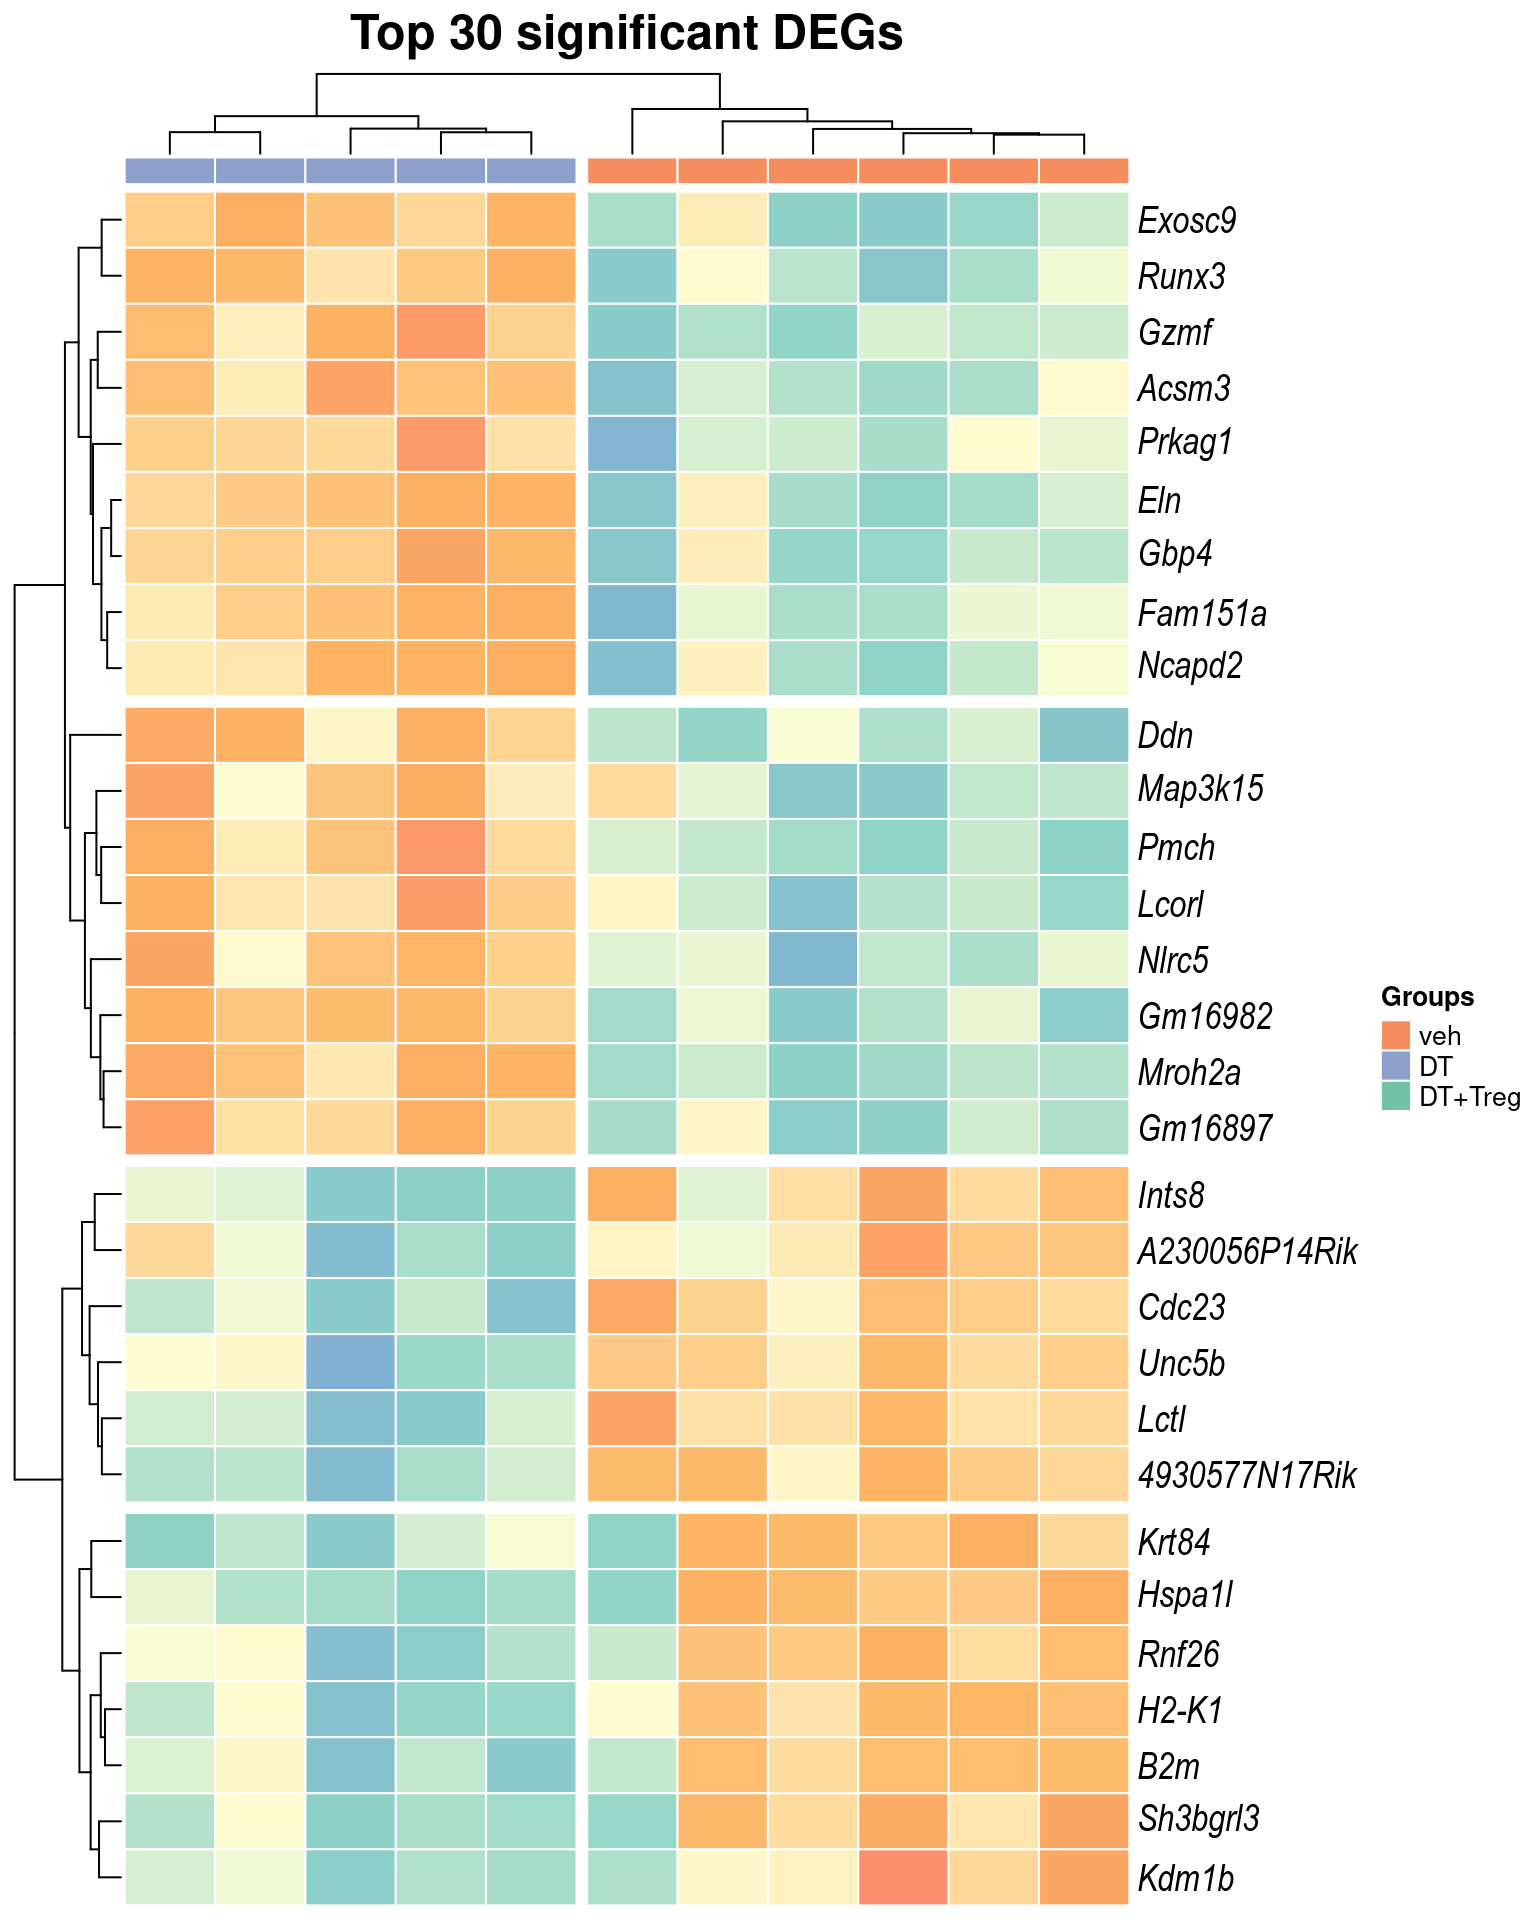 Top 30 significant DEGs
Exosc9
Runx3
Gzmf
Acsm3
Prkag1
Eln
Gbp4
Fam151a
Ncapd2
Ddn
Map3k15
Pmch
Lcorl
Nlrc5
Gm16982
Mroh2a
Gm16897
Ints8
A230056P14Rik
Cdc23
Unc5b
Lctl
4930577N17Rik
Krt84
Hspa1l
Rnf26
H2-K1
B2m
Sh3bgrl3
Kdm1b
Groups
veh
DT
DT+Treg